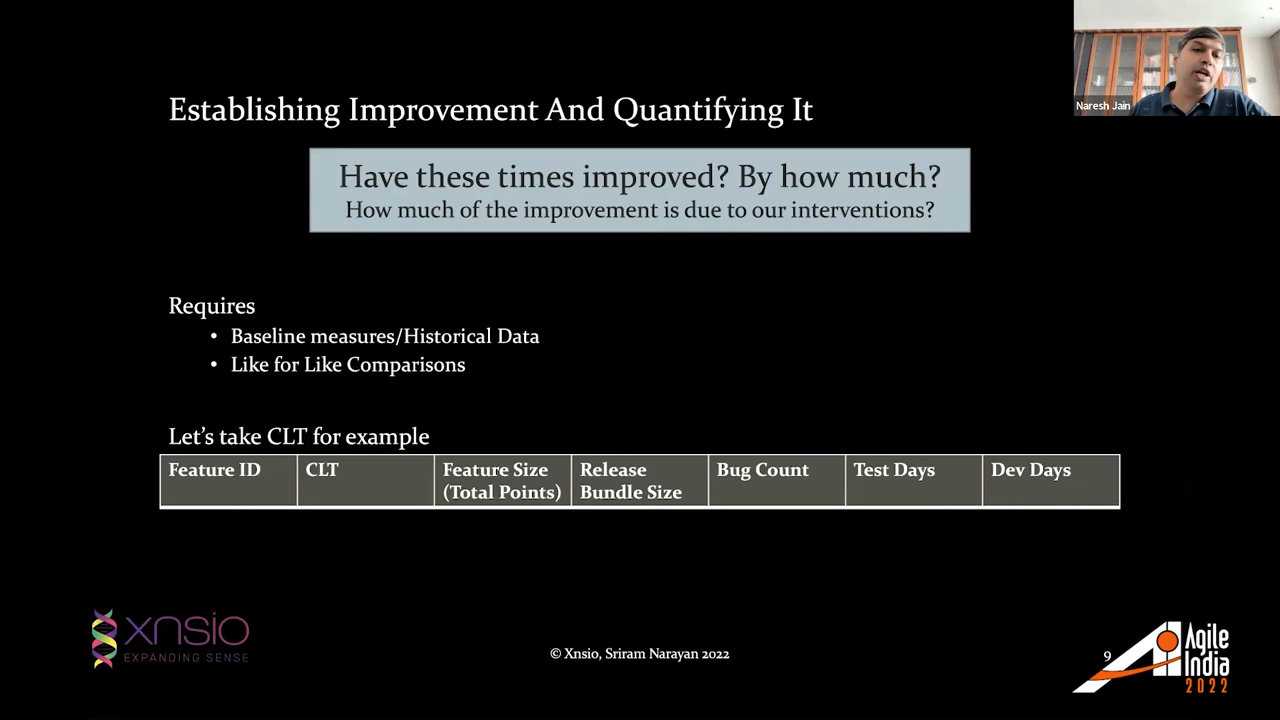 Naresh Jain
Establishing Improvement And Quantifying It
Have these times improved? By how much?
How much of the improvement is due to our interventions?
Requires
• Baseline measures/Historical Data
• Like for Like Comparisons
Let's take CLT for example
Feature ID
CLT
Feature Size
(Total Points)
Release
Bundle Size
Bug Count
Test Days
Dev Days
xnsio
EXPANDING SENSE
© Xnsio, Sriram Narayan 2022
9
Agile
India
2022